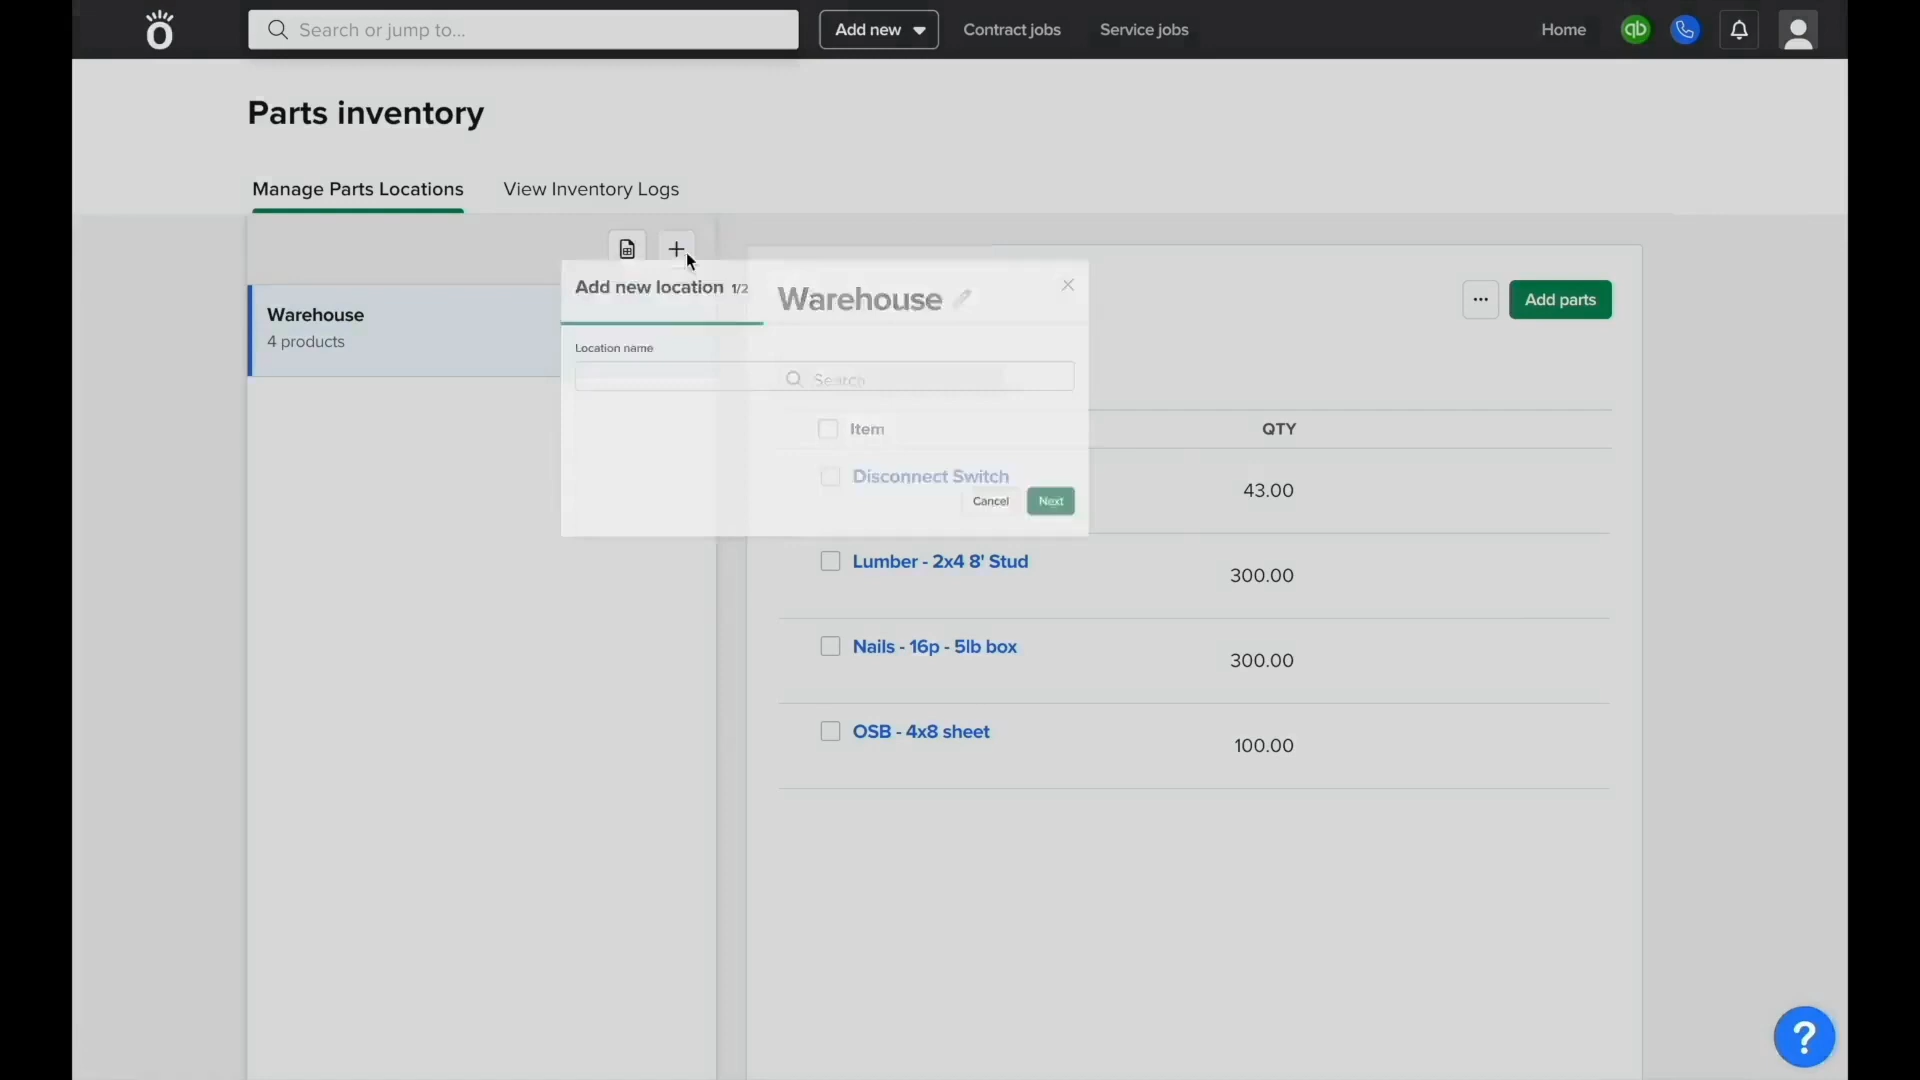 Search or jump to...
Add new
Contract jobs
Service jobs
Home
qb
Parts inventory
Manage Parts Locations
View Inventory Logs
Warehouse
4 products
Add new location 1/2
Location name
Cancel
Next
Warehouse
Add parts
Search
Item
QTY
Disconnect Switch
43.00
Lumber - 2x4 8' Stud
300.00
Nails - 16p - 5lb box
300.00
OSB - 4x8 sheet
100.00
?